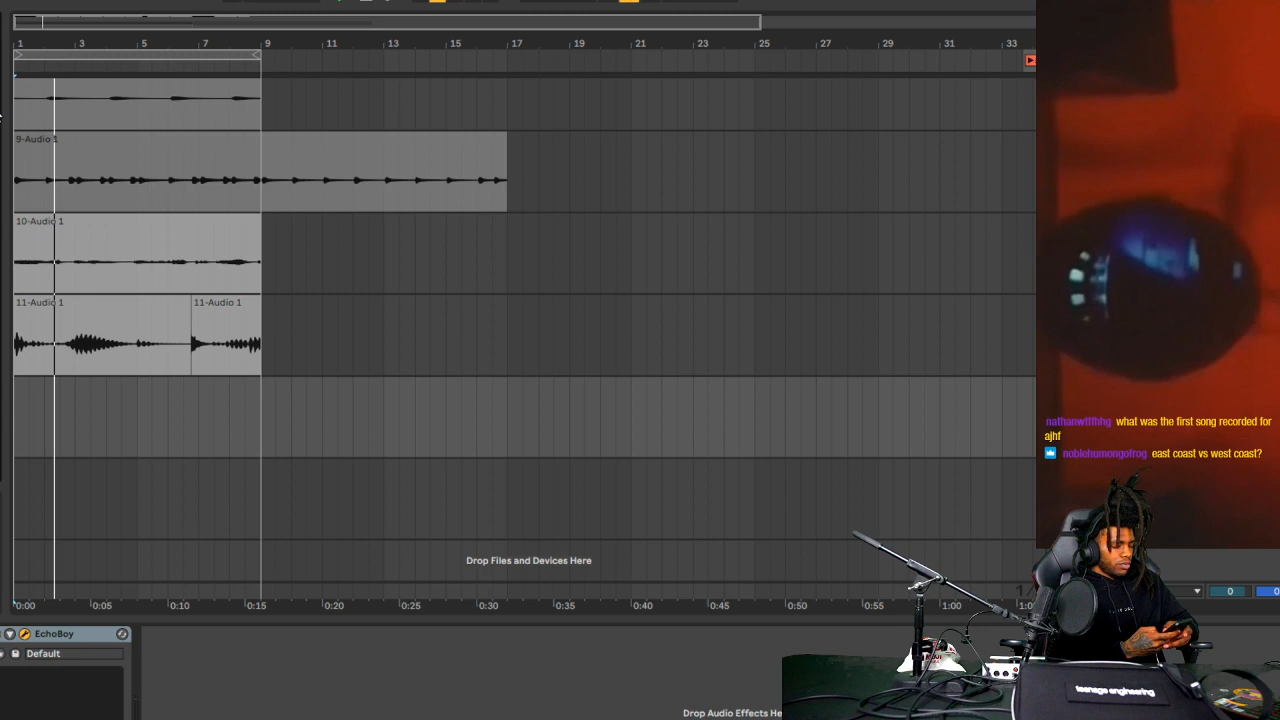 1 3 5 7 9 11 13 15 17 19 21 23 25 27 29 31 33
9-Audio 1
10-Audio 1
11-Audio 1 11-Audio 1
nathanwtffhhg what was the first song recorded for
ajhf
noblehumongofrog east coast vs west coast?
Drop Files and Devices Here
0:00 0:05 0:10 0:15 0:20 0:25 0:30 0:35 0:40 0:45 0:50 0:55 1:00
0
EchoBoy
Default
teenage engineering
Drop Audio Effects He